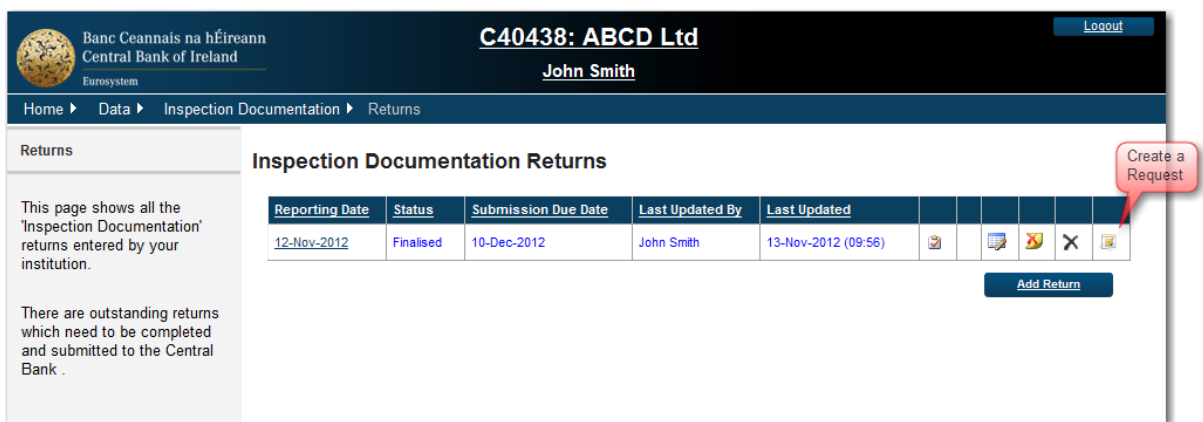 Banc Ceannais na hÉireann
Central Bank of Ireland
Eurosystem
C40438: ABCD Ltd
John Smith
Logout
Home Data Inspection Documentation Returns
Returns
This page shows all the
'Inspection Documentation'
returns entered by your
institution.
There are outstanding returns
which need to be completed
and submitted to the Central
Bank .
Inspection Documentation Returns
Create a
Request
Reporting Date Status Submission Due Date Last Updated By Last Updated
12-Nov-2012 Finalised 10-Dec-2012 John Smith 13-Nov-2012 (09:56)
Add Return